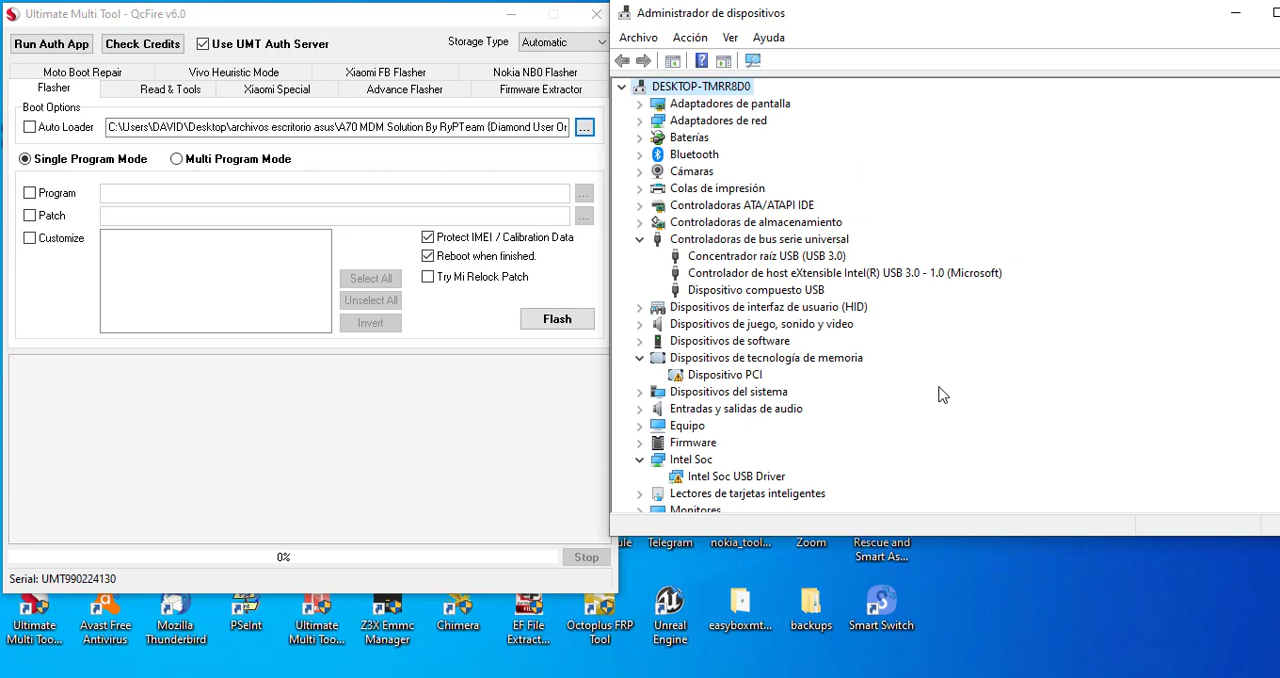 Ultimate Multi Tool - QcFire v6.0
Run Auth App
Check Credits
Use UMT Auth Server
Storage Type
Automatic
Moto Boot Repair
Vivo Heuristic Mode
Xiaomi FB Flasher
Nokia NB0 Flasher
Flasher
Read & Tools
Xiaomi Special
Advance Flasher
Firmware Extractor
Boot Options
Auto Loader
C:\Users\DAVID\Desktop\archivos escritorio asus\A70 MDM Solution By RyPTeam {Diamond User Or
...
Single Program Mode
Multi Program Mode
Program
...
Patch
...
Customize
Protect IMEI / Calibration Data
Reboot when finished.
Try Mi Relock Patch
Select All
Unselect All
Invert
Flash
0%
Stop
Serial: UMT990224130
Administrador de dispositivos
Archivo
Acción
Ver
Ayuda
DESKTOP-TMRR8D0
Adaptadores de pantalla
Adaptadores de red
Baterías
Bluetooth
Cámaras
Colas de impresión
Controladoras ATA/ATAPI IDE
Controladoras de almacenamiento
Controladoras de bus serie universal
Concentrador raíz USB (USB 3.0)
Controlador de host eXtensible Intel(R) USB 3.0 - 1.0 (Microsoft)
Dispositivo compuesto USB
Dispositivos de interfaz de usuario (HID)
Dispositivos de juego, sonido y video
Dispositivos de software
Dispositivos de tecnología de memoria
Dispositivo PCI
Dispositivos del sistema
Entradas y salidas de audio
Equipo
Firmware
Intel Soc
Intel Soc USB Driver
Lectores de tarjetas inteligentes
Monitores
ule
Telegram
nokia_tool...
Zoom
Rescue and
Smart As...
Ultimate
Multi Too...
Avast Free
Antivirus
Mozilla
Thunderbird
PSeInt
Ultimate
Multi Too...
Z3X Emmc
Manager
Chimera
EF File
Extract...
Octoplus FRP
Tool
Unreal
Engine
easyboxmt...
backups
Smart Switch